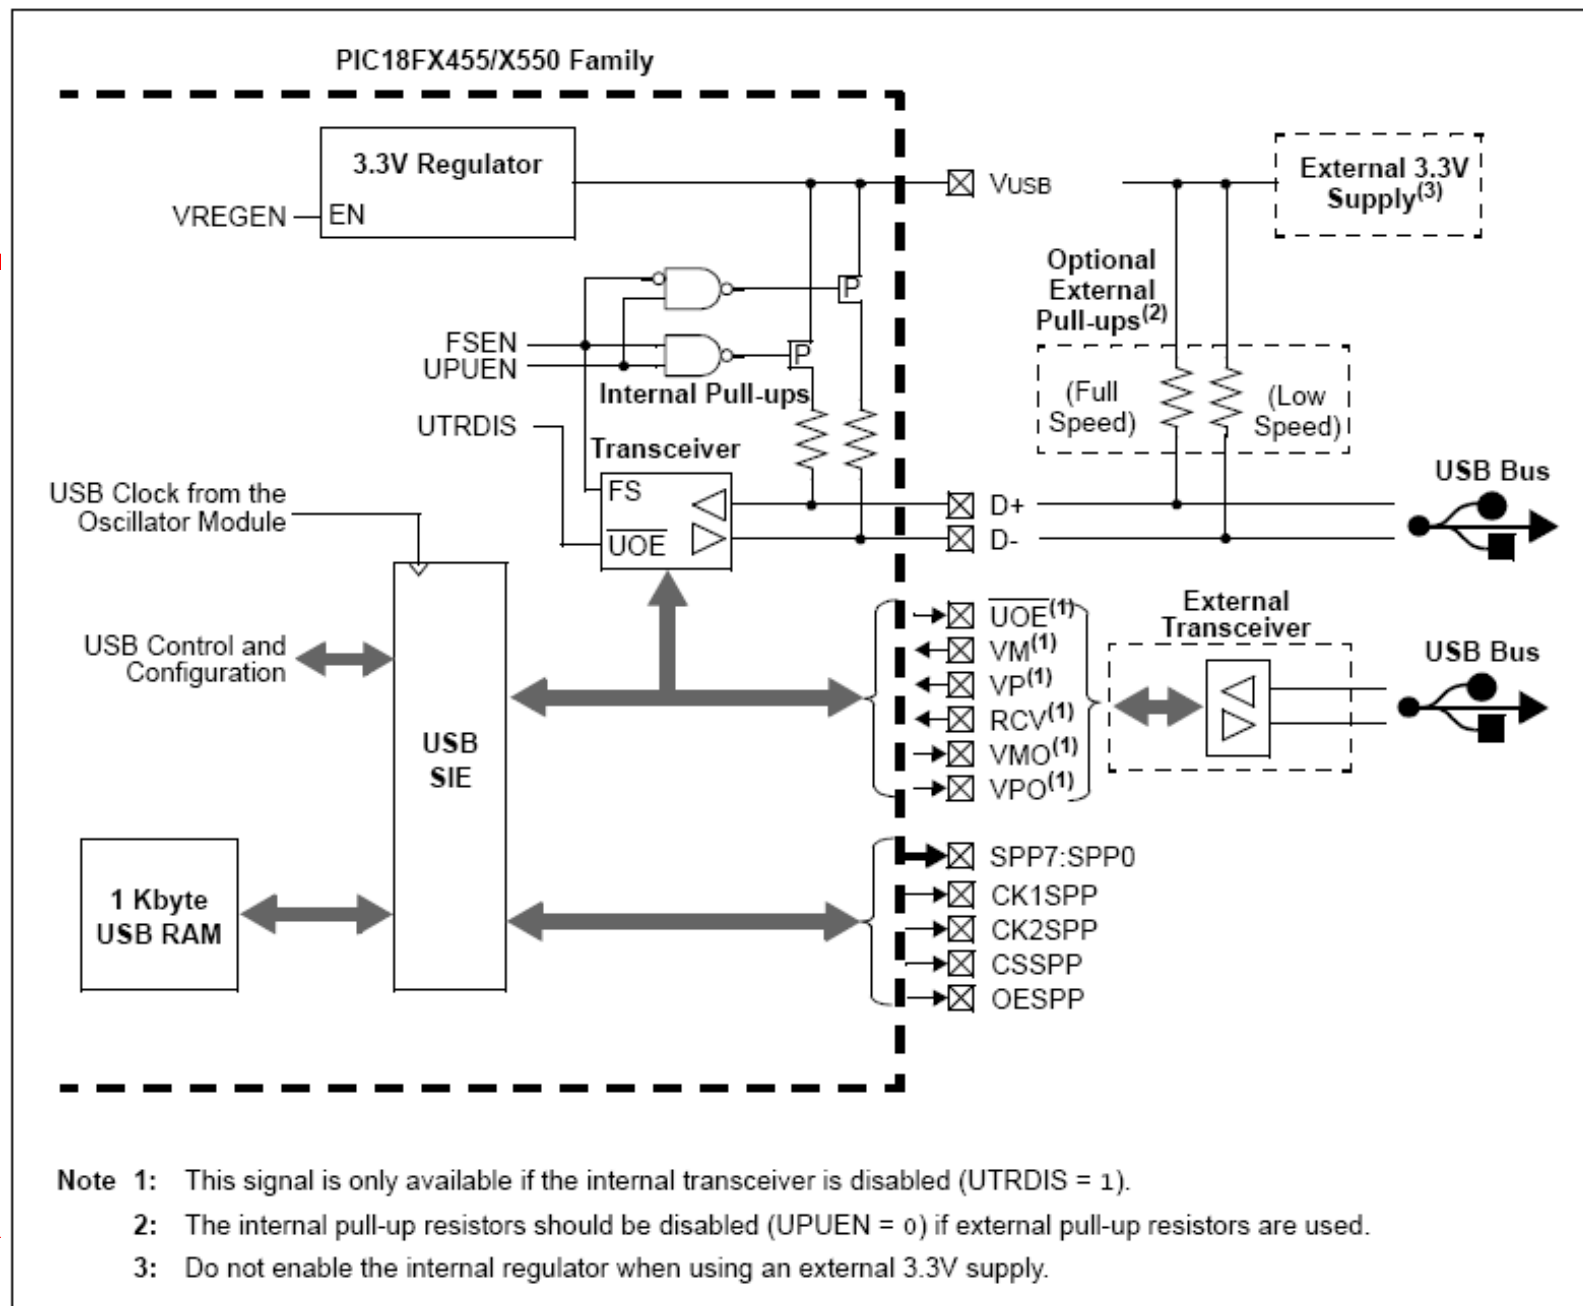 PIC18FX455/X550 Family
3.3V Regulator
VREGEN
EN
VUSB
External 3.3V
Supply(3)
Optional
External
Pull-ups(2)
P
FSEN
UPUEN
P
Internal Pull-ups
(Full
Speed)
(Low
Speed)
UTRDIS
Transceiver
FS
UOE
USB Clock from the
Oscillator Module
D+
D-
USB Bus
USB Control and
Configuration
USB
SIE
UOE(1)
VM(1)
VP(1)
RCV(1)
VMO(1)
VPO(1)
External
Transceiver
USB Bus
1 Kbyte
USB RAM
SPP7:SPP0
CK1SPP
CK2SPP
CSSPP
OESPP
Note 1: This signal is only available if the internal transceiver is disabled (UTRDIS = 1).
2: The internal pull-up resistors should be disabled (UPUEN = 0) if external pull-up resistors are used.
3: Do not enable the internal regulator when using an external 3.3V supply.